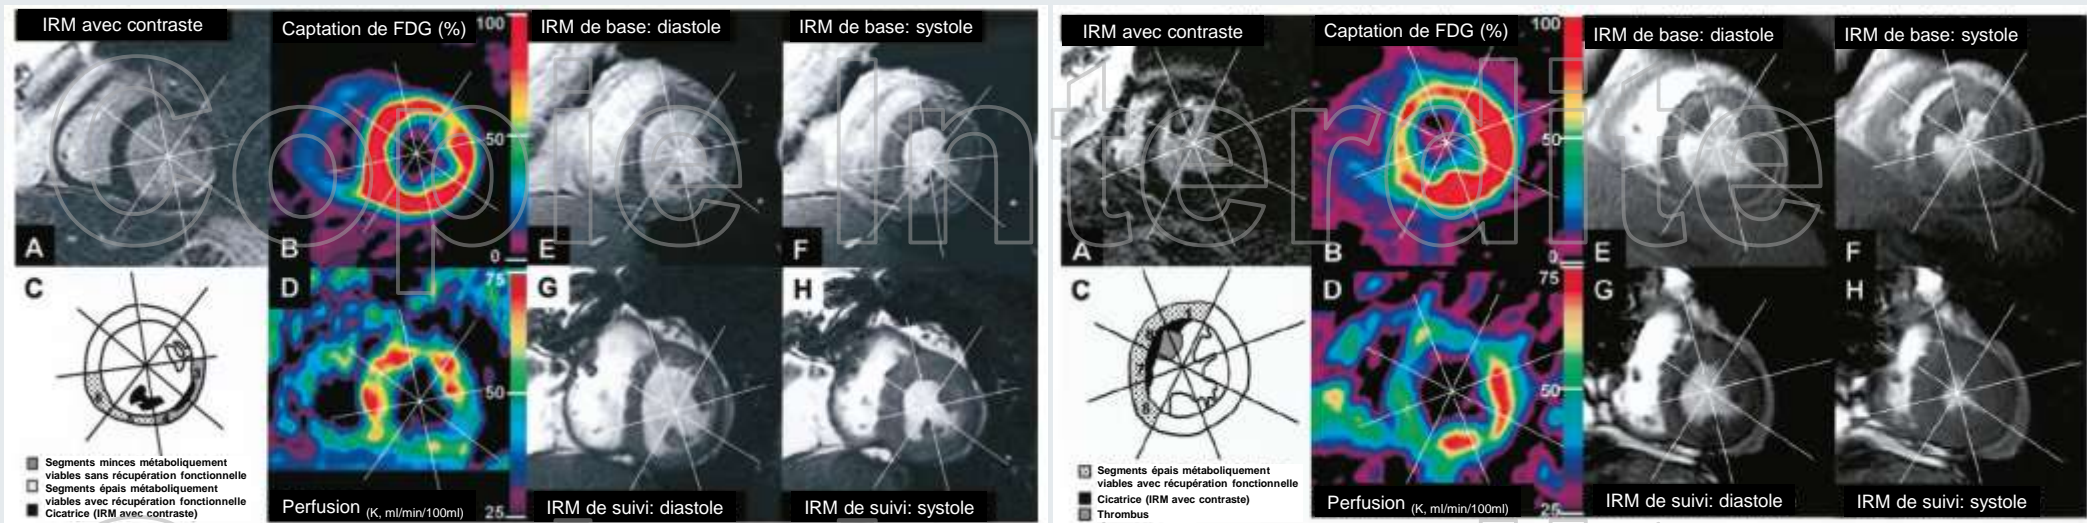 IRM avec contraste
Captation de FDG (%)
100
IRM de base: diastole
IRM de base: systole
50
A
B
0
E
F
C
D
75
G
H
50
Segments minces métaboliquement
viables sans récupération fonctionnelle
Segments épais métaboliquement
viables avec récupération fonctionnelle
Cicatrice (IRM avec contraste)
Perfusion (K, ml/min/100ml)
25
IRM de suivi: diastole
IRM de suivi: systole
IRM avec contraste
Captation de FDG (%)
100
IRM de base: diastole
IRM de base: systole
50
A
B
0
E
F
C
D
75
G
H
50
Segments épais métaboliquement
viables avec récupération fonctionnelle
Cicatrice (IRM avec contraste)
Thrombus
Perfusion (K, ml/min/100ml)
25
IRM de suivi: diastole
IRM de suivi: systole
Copie Interdite